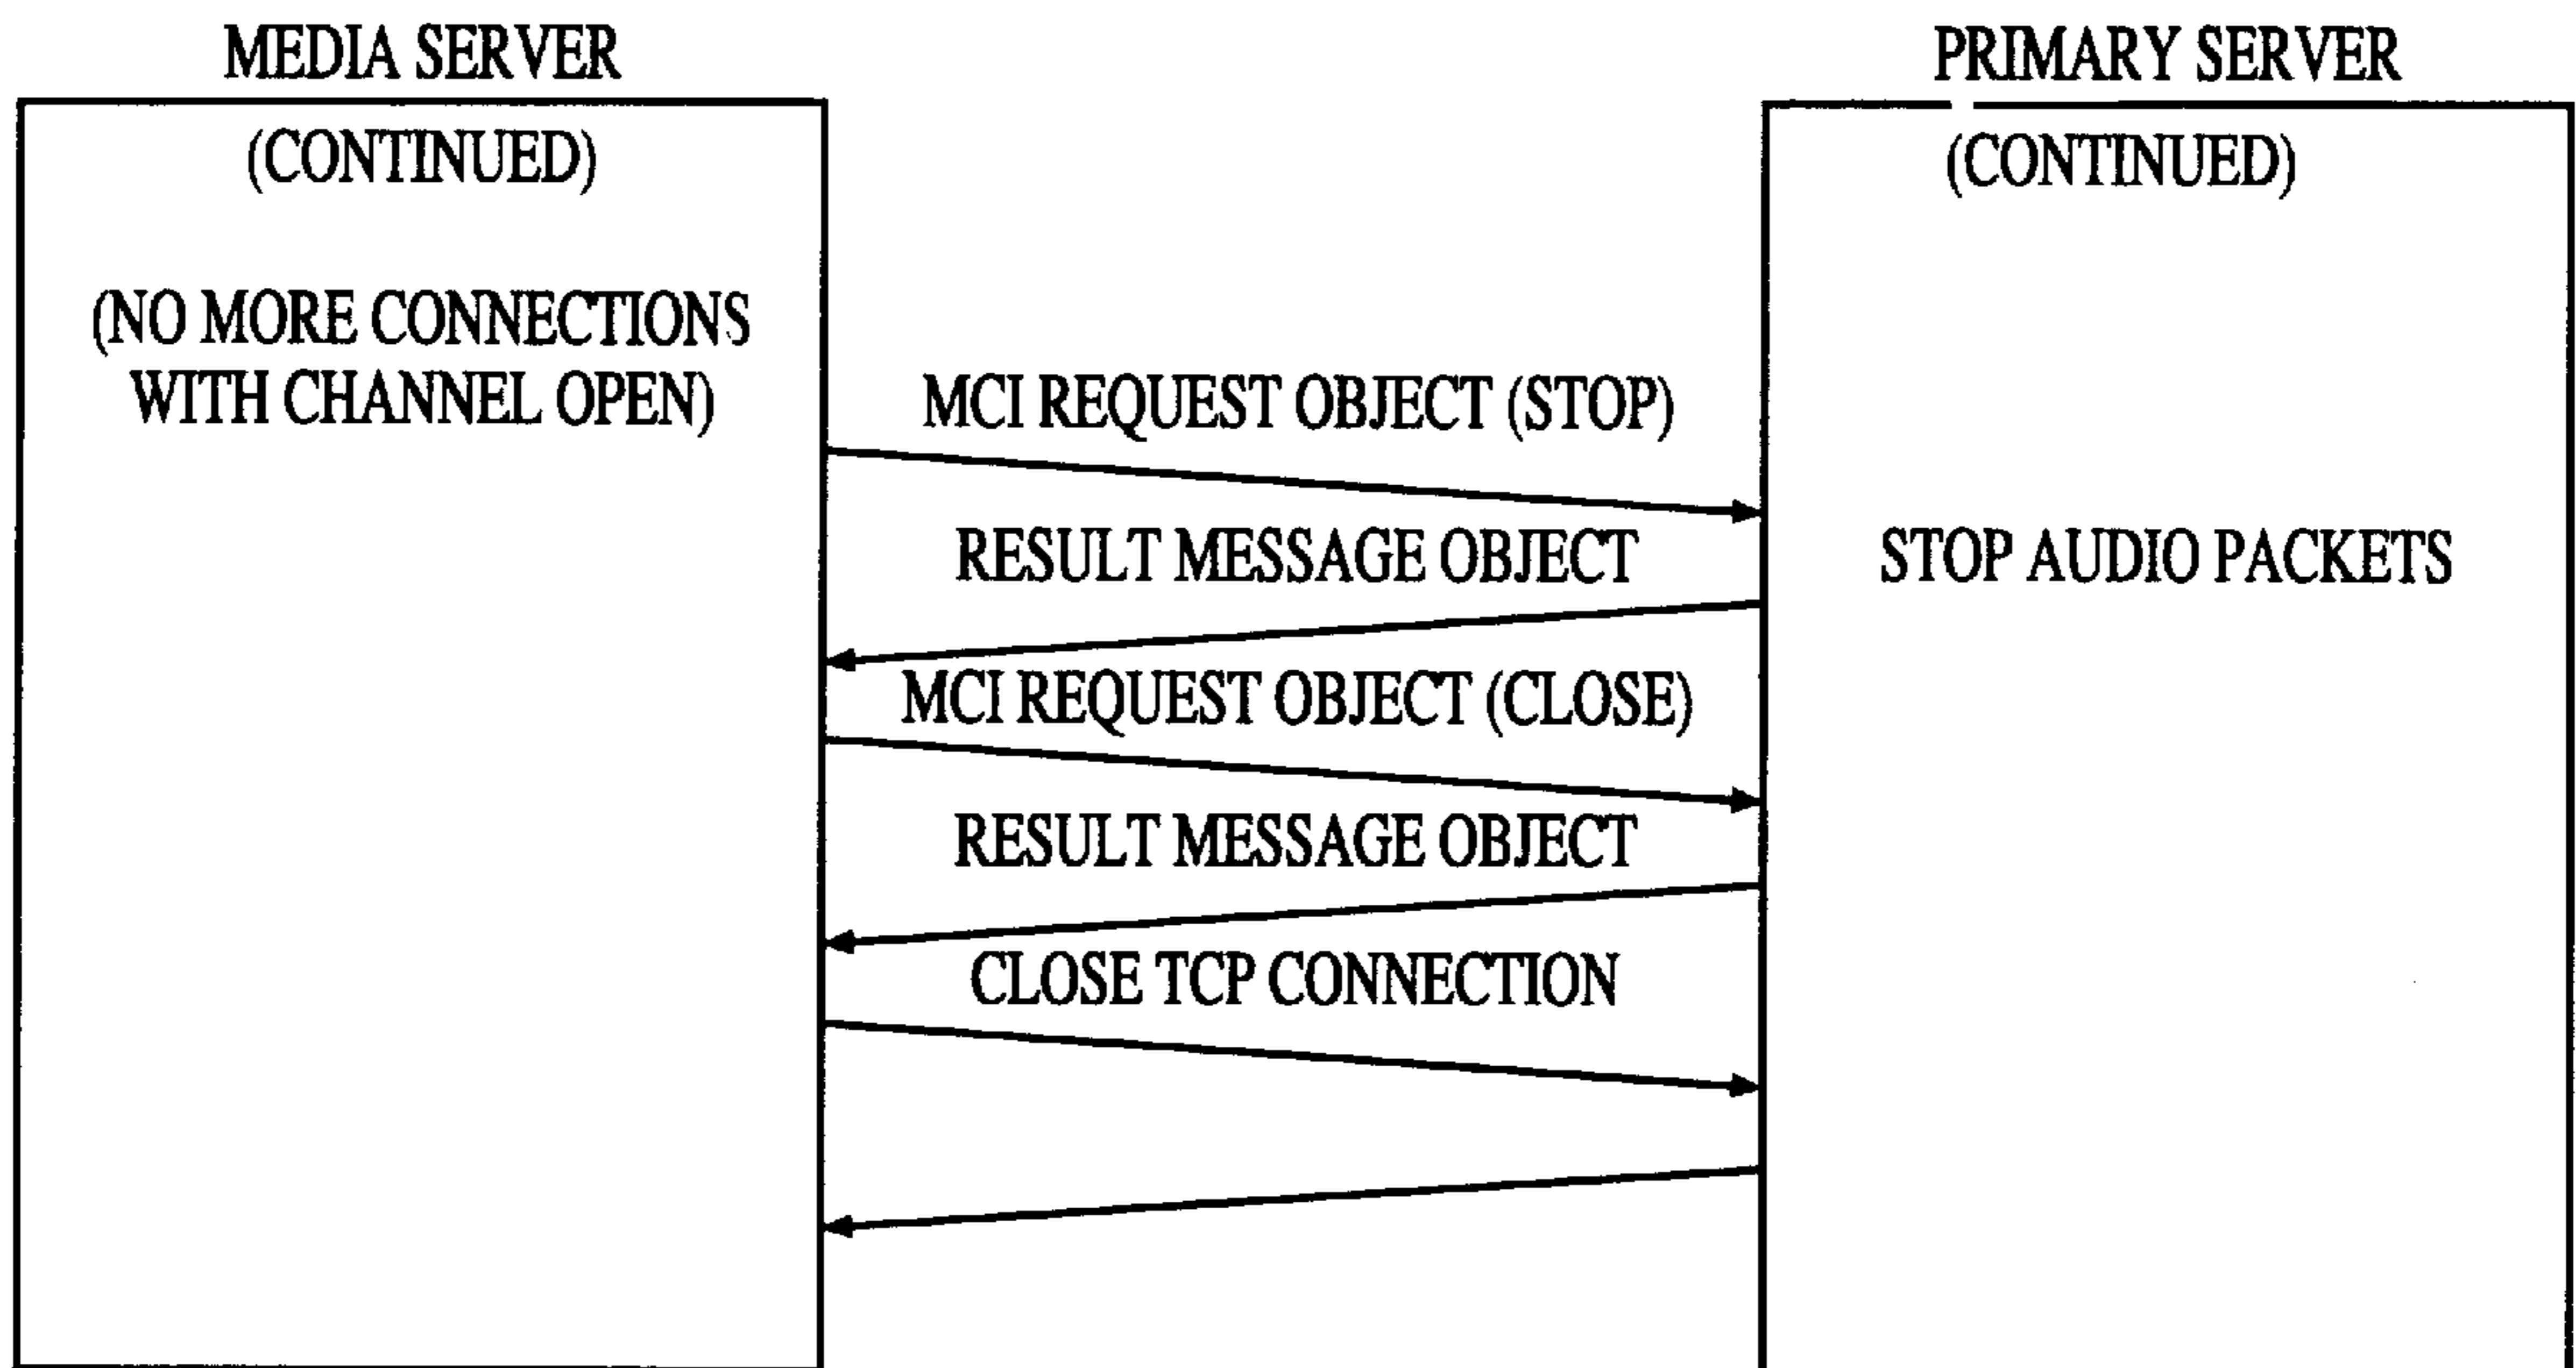 MEDIA SERVER
PRIMARY SERVER
(CONTINUED)
(CONTINUED)
(NO MORE CONNECTIONS
WITH CHANNEL OPEN)
MCI REQUEST OBJECT (STOP)
RESULT MESSAGE OBJECT
STOP AUDIO PACKETS
MCI REQUEST OBJECT (CLOSE)
RESULT MESSAGE OBJECT
CLOSE TCP CONNECTION